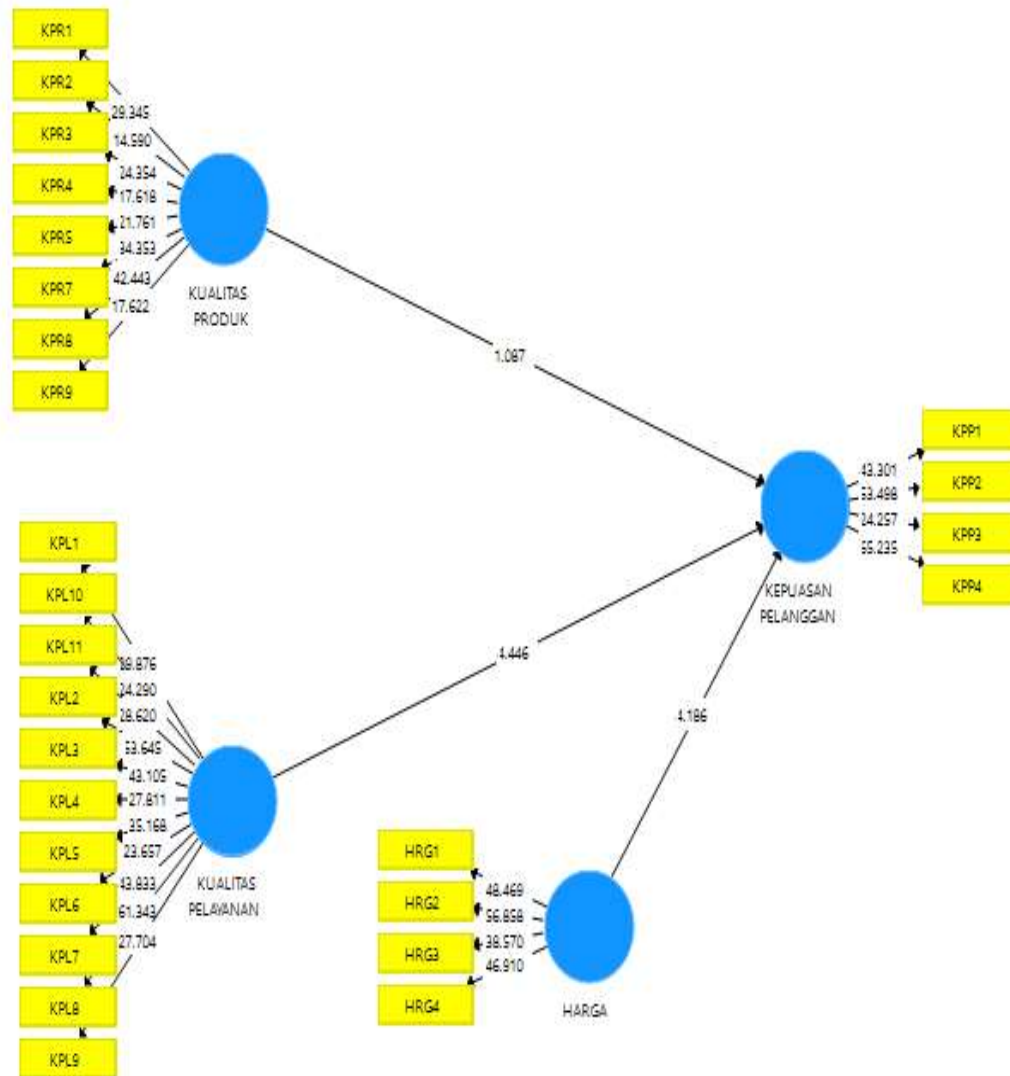 KPR1
KPR2
KPR3
KPR4
KPR5
KPR7
KPR8
KPR9
29.345
14.590
24.354
17.618
21.761
34.353
42.443
17.622
KUALITAS
PRODUK
1.087
KPP1
KPP2
KPP3
KPP4
43.301
53.498
24.257
KEPUASAN
PELANGGAN
KPL1
KPL10
KPL11
KPL2
KPL3
KPL4
KPL5
KPL6
KPL7
KPL8
KPL9
24.290
28.620
53.645
43.105
27.811
35.168
23.657
43.833
61.343
27.704
KUALITAS
PELAYANAN
4.446
4.186
HRG1
HRG2
HRG3
HRG4
48.469
56.858
38.570
46.910
HARGA